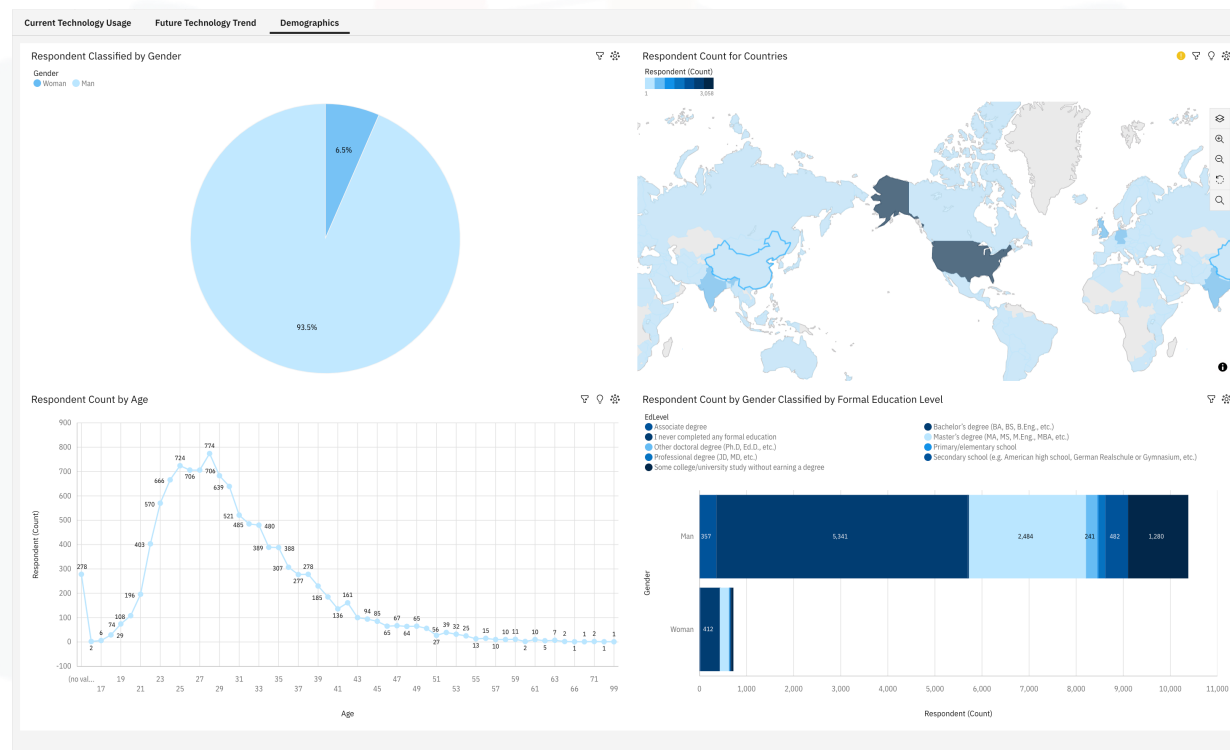 Current Technology Usage Future Technology Trend Demographics
Respondent Classified by Gender
Gender
Woman Man
6.5%
93.5%
Respondent Count for Countries
Respondent (Count)
1 3,058
Respondent Count by Age
Respondent (Count)
900
800
700
600
500
400
300
200
100
0
-100
278
2
6
74
29
108
196
403
570
666
724
706
706
774
639
521
485
389
480
307
388
277
278
185
136
161
94
85
65
67
64
65
56
27
39
32
25
13
15
10
10
11
2
10
5
7
2
1
1
2
1
1
(no val... 19 23 27 31 35 39 43 47 51 55 59 63 71
17 21 25 29 33 37 41 45 49 53 57 61 66 99
Age
Respondent Count by Gender Classified by Formal Education Level
EdLevel
Associate degree
I never completed any formal education
Other doctoral degree (Ph.D, Ed.D., etc.)
Professional degree (JD, MD, etc.)
Some college/university study without earning a degree
Bachelor's degree (BA, BS, B.Eng., etc.)
Master's degree (MA, MS, M.Eng., MBA, etc.)
Primary/elementary school
Secondary school (e.g. American high school, German Realschule or Gymnasium, etc.)
Gender
Man 357 5,341 2,484 241 482 1,280
Woman 412
0 1,000 2,000 3,000 4,000 5,000 6,000 7,000 8,000 9,000 10,000 11,000
Respondent (Count)